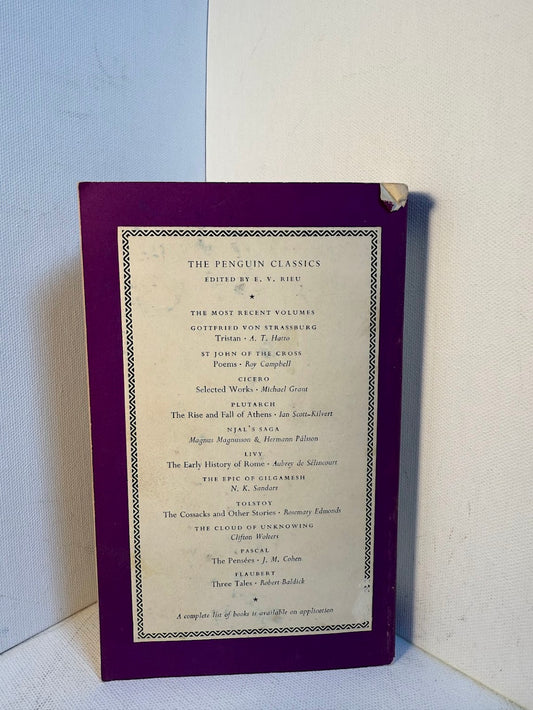 THE PENGUIN CLASSICS
EDITED BY E. V. RIEU
★
THE MOST RECENT VOLUMES
GOTTFRIED VON STRASSBURG
Tristan · A. T. Hatto
ST JOHN OF THE CROSS
Poems · Roy Campbell
CICERO
Selected Works · Michael Grant
PLUTARCH
The Rise and Fall of Athens · Ian Scott-Kilvert
NJAL'S SAGA
Magnus Magnusson & Hermann Pálsson
LIVY
The Early History of Rome · Aubrey de Sélincourt
THE EPIC OF GILGAMESH
N. K. Sandars
TOLSTOY
The Cossacks and Other Stories · Rosemary Edmonds
THE CLOUD OF UNKNOWING
Clifton Wolters
PASCAL
The Pensées · J. M. Cohen
FLAUBERT
Three Tales · Robert Baldick
★
A complete list of books is available on application